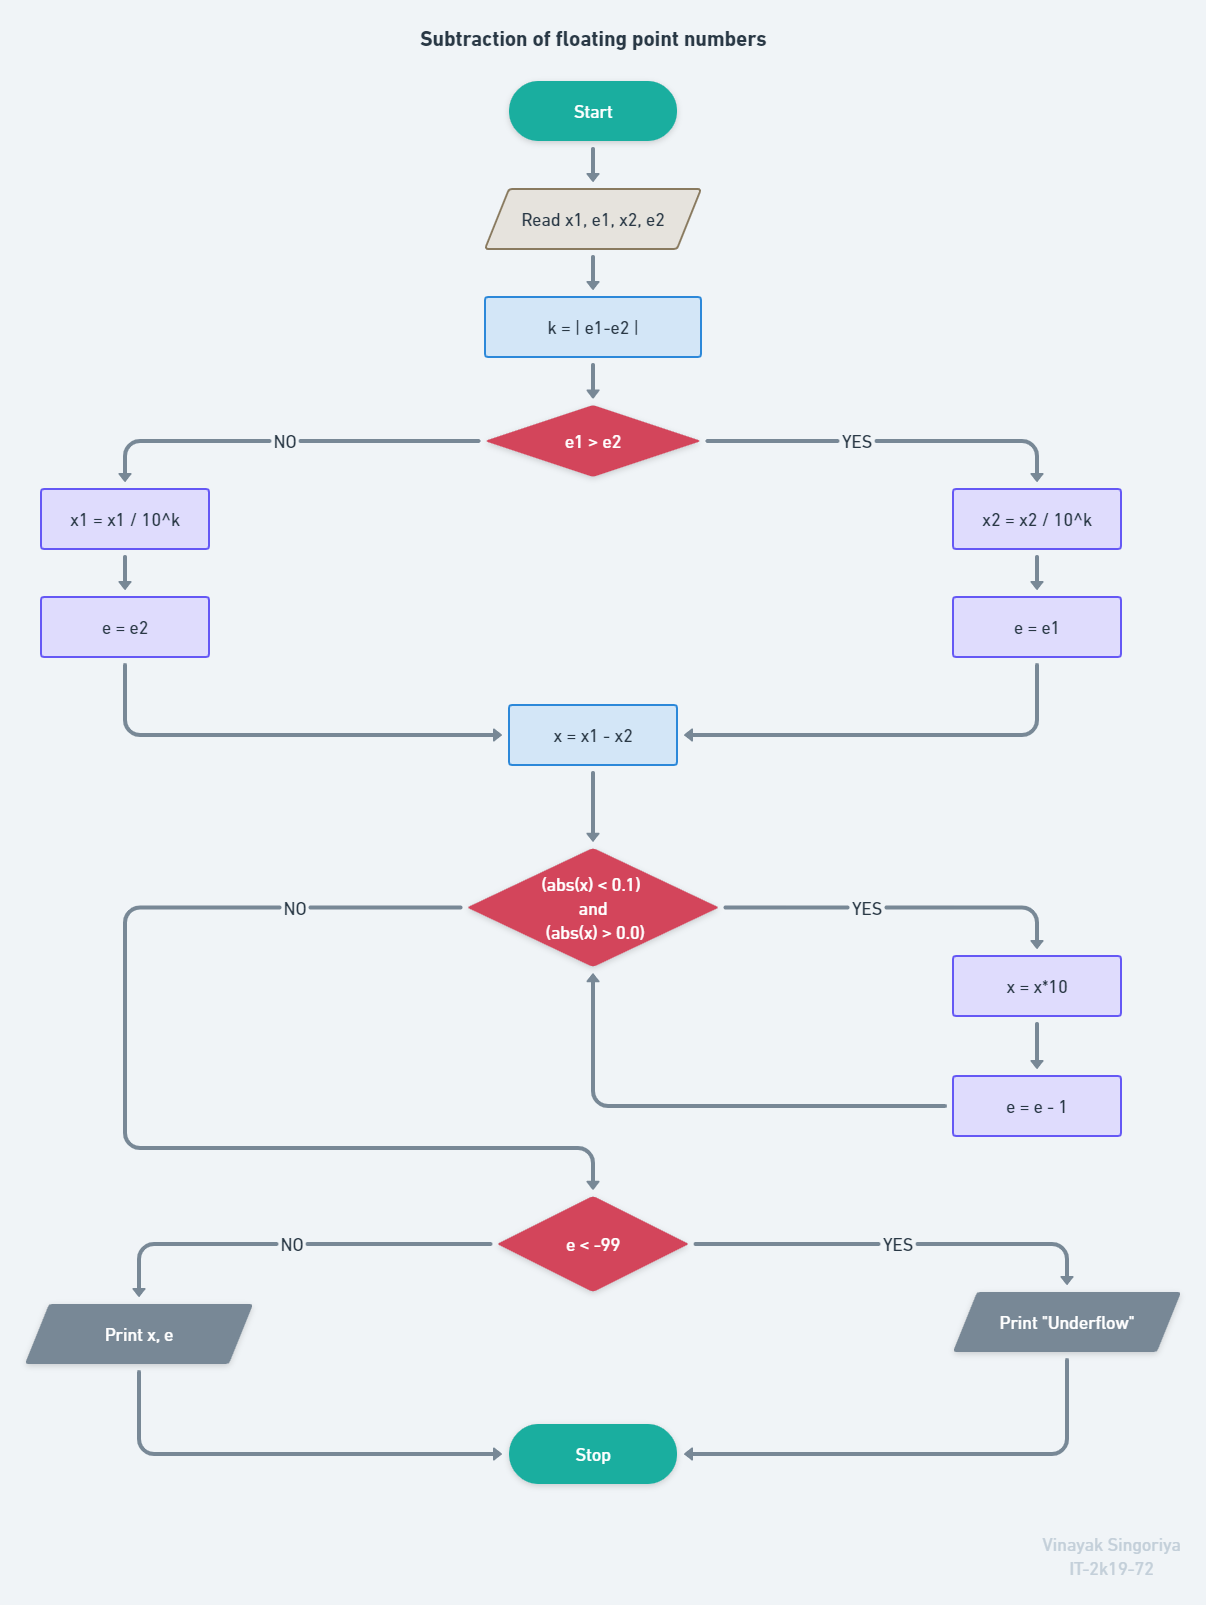 Subtraction of floating point numbers
Start
Read x1, e1, x2, e2
k = | e1-e2 |
e1 > e2
NO
YES
x1 = x1 / 10^k
x2 = x2 / 10^k
e = e2
e = e1
x = x1 - x2
(abs(x) < 0.1)
and
(abs(x) > 0.0)
NO
YES
x = x*10
e = e - 1
e < -99
NO
YES
Print x, e
Print "Underflow"
Stop
Vinayak Singoriya
IT-2k19-72